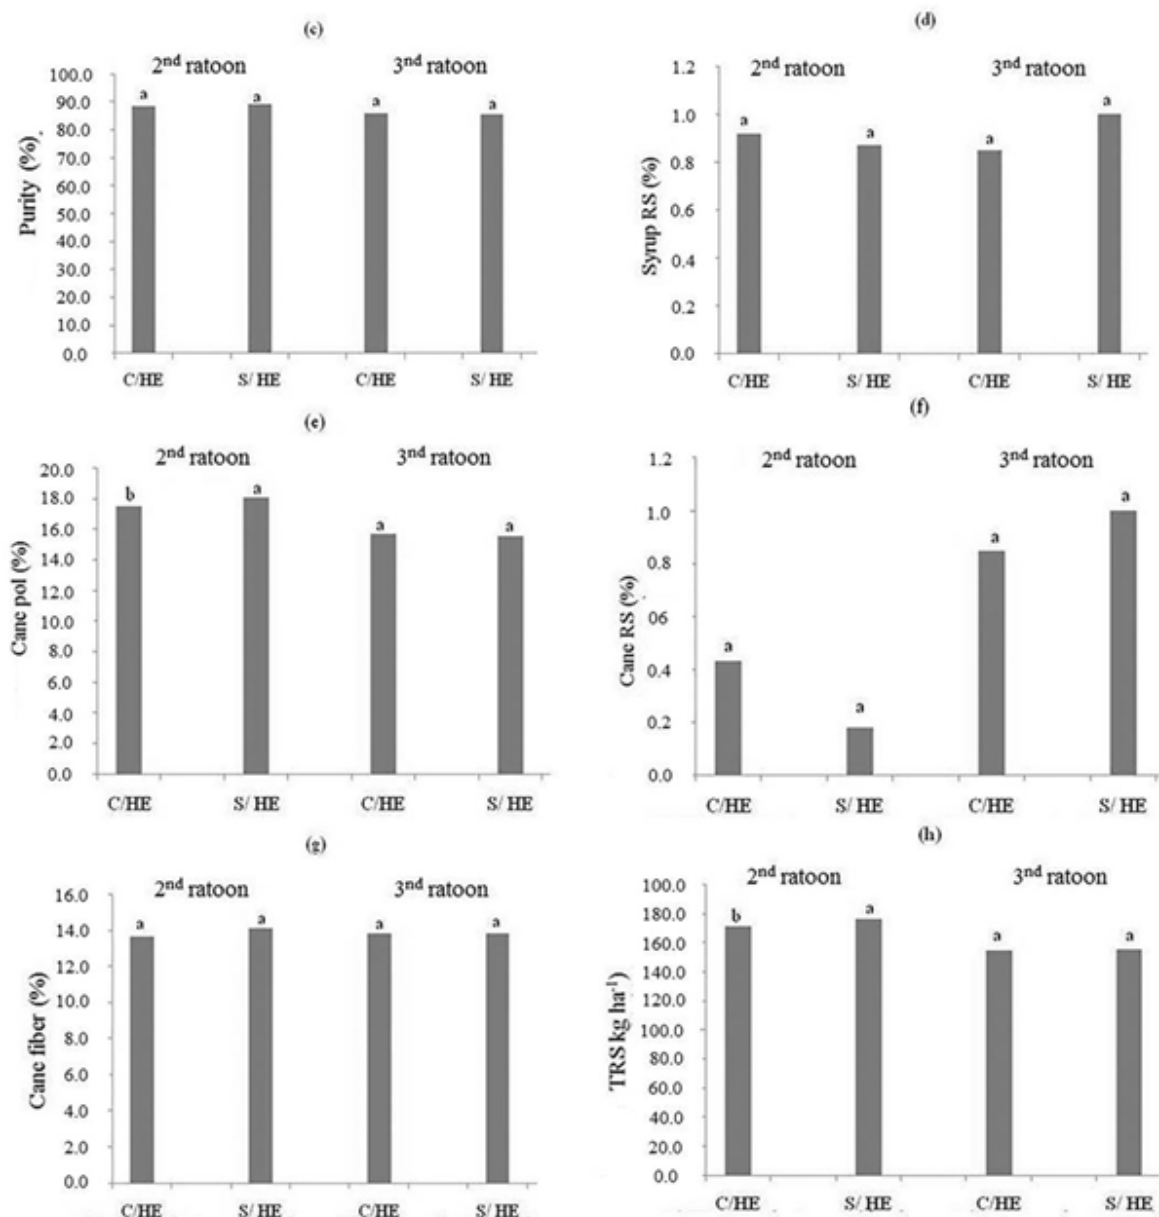 (c)
2nd ratoon 3rd ratoon
100.0
90.0
80.0
70.0
60.0
50.0
40.0
30.0
20.0
10.0
0.0
Purity (%)
a a a a
C/HE S/ HE C/HE S/ HE
(d)
2nd ratoon 3rd ratoon
1.2
1.0
0.8
0.6
0.4
0.2
0.0
Syrup RS (%)
a a a a
C/HE S/ HE C/HE S/ HE
(e)
2nd ratoon 3rd ratoon
20.0
18.0
16.0
14.0
12.0
10.0
8.0
6.0
4.0
2.0
0.0
Cane pol (%)
b a a a
C/HE S/ HE C/HE S/ HE
(f)
2nd ratoon 3rd ratoon
1.2
1.0
0.8
06
0.4
0.2
0.0
Cane RS (%)
a a a a
C/HE S/ HE C/HE S/ HE
(g)
2nd ratoon 3rd ratoon
16.0
14.0
12.0
10.0
8.0
6.0
4.0
2.0
0.0
Cane fiber (%)
a a a a
C/HE S/ HE C/HE S/ HE
(h)
2nd ratoon 3rd ratoon
100.0
180.0
160.0
140.0
120.0
100.0
80.0
60.0
40.0
20.0
0.0
TRS kg ha-1)
b a a a
C/HE S/ HE C/HE S/ HE